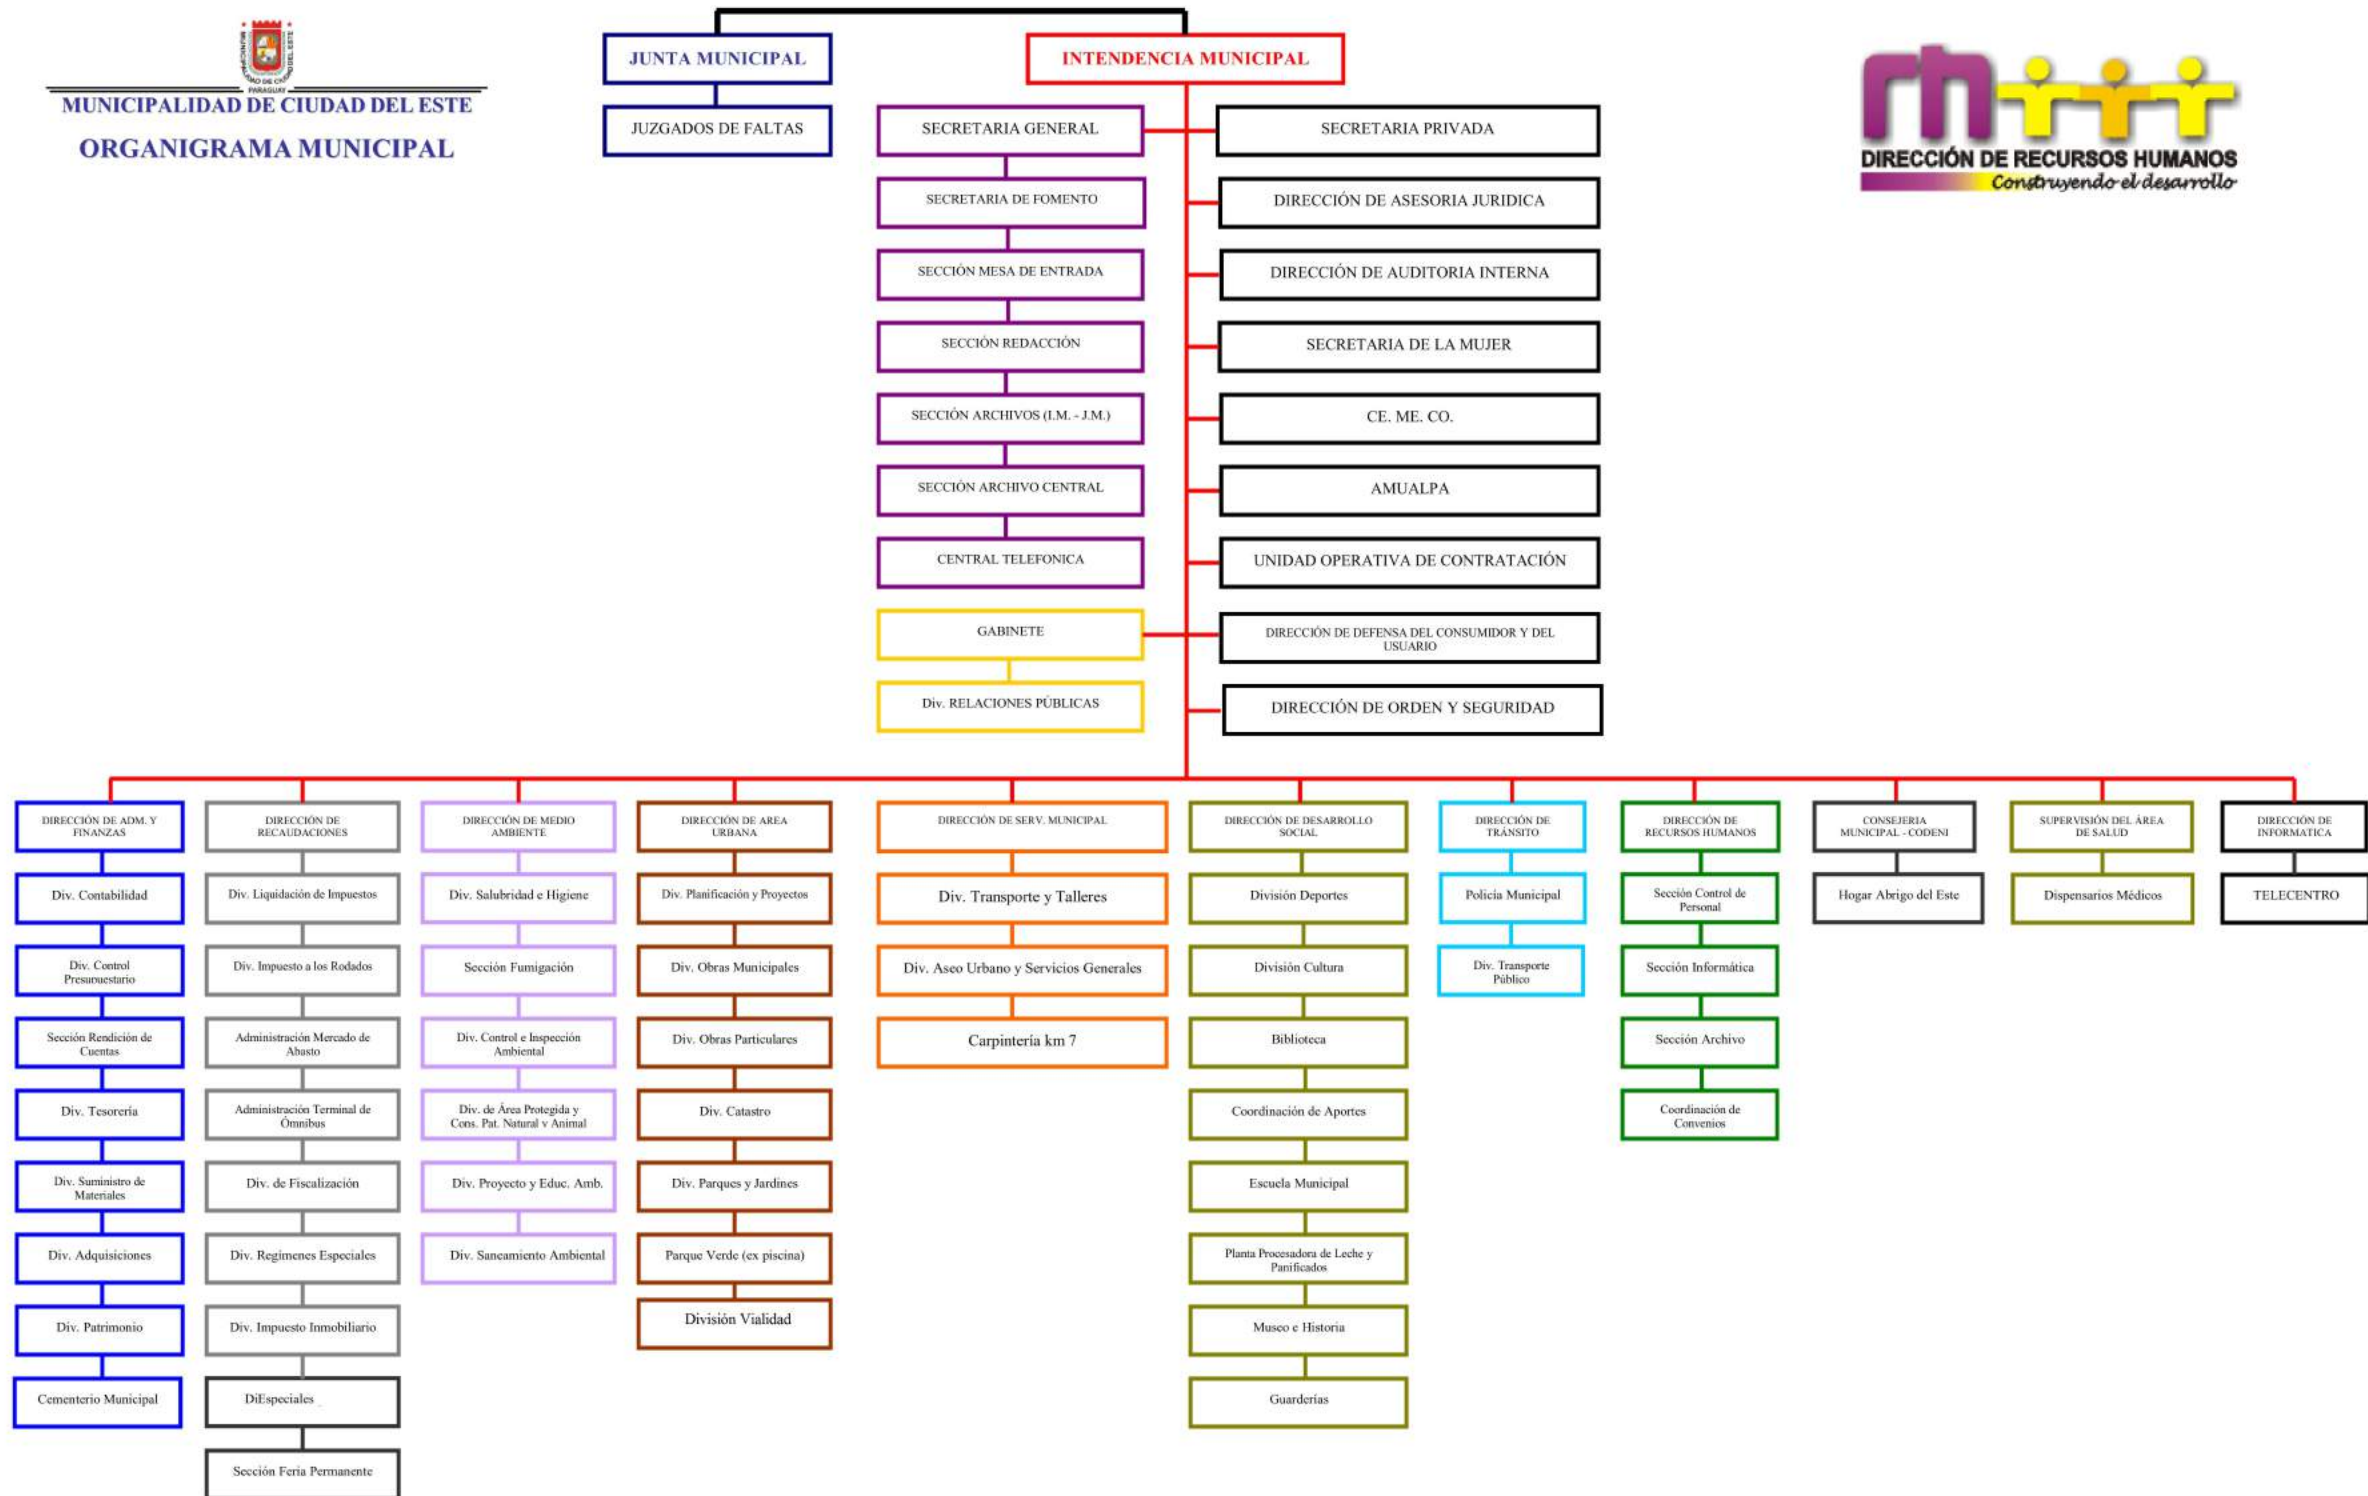 MUNICIPALIDAD DE CIUDAD DEL ESTE
PARAGUAY
MUNICIPALIDAD DE CIUDAD DEL ESTE
ORGANIGRAMA MUNICIPAL
JUNTA MUNICIPAL
JUZGADOS DE FALTAS
INTENDENCIA MUNICIPAL
rh
DIRECCIÓN DE RECURSOS HUMANOS
Construyendo el desarrollo
SECRETARIA GENERAL
SECRETARIA DE FOMENTO
SECCIÓN MESA DE ENTRADA
SECCIÓN REDACCIÓN
SECCIÓN ARCHIVOS (I.M. - J.M.)
SECCIÓN ARCHIVO CENTRAL
CENTRAL TELEFONICA
GABINETE
Div. RELACIONES PÚBLICAS
SECRETARIA PRIVADA
DIRECCIÓN DE ASESORIA JURIDICA
DIRECCIÓN DE AUDITORIA INTERNA
SECRETARIA DE LA MUJER
CE. ME. CO.
AMUALPA
UNIDAD OPERATIVA DE CONTRATACIÓN
DIRECCIÓN DE DEFENSA DEL CONSUMIDOR Y DEL
USUARIO
DIRECCIÓN DE ORDEN Y SEGURIDAD
DIRECCIÓN DE ADM. Y
FINANZAS
Div. Contabilidad
Div. Control
Presupuestario
Sección Rendición de
Cuentas
Div. Tesorería
Div. Suministro de
Materiales
Div. Adquisiciones
Div. Patrimonio
Cementerio Municipal
DIRECCIÓN DE
RECAUDACIONES
Div. Liquidación de Impuestos
Div. Impuesto a los Rodados
Administración Mercado de
Abasto
Administración Terminal de
Ómnibus
Div. de Fiscalización
Div. Regímenes Especiales
Div. Impuesto Inmobiliario
DiEspeciales
Sección Feria Permanente
DIRECCIÓN DE MEDIO
AMBIENTE
Div. Salubridad e Higiene
Sección Fumigación
Div. Control e Inspección
Ambiental
Div. de Área Protegida y
Cons. Pat. Natural y Animal
Div. Proyecto y Educ. Amb.
Div. Saneamiento Ambiental
DIRECCIÓN DE AREA
URBANA
Div. Planificación y Proyectos
Div. Obras Municipales
Div. Obras Particulares
Div. Catastro
Div. Parques y Jardines
Parque Verde (ex piscina)
División Vialidad
DIRECCIÓN DE SERV. MUNICIPAL
Div. Transporte y Talleres
Div. Aseo Urbano y Servicios Generales
Carpintería km 7
DIRECCIÓN DE DESARROLLO
SOCIAL
División Deportes
División Cultura
Biblioteca
Coordinación de Aportes
Escuela Municipal
Planta Procesadora de Leche y
Panificados
Museo e Historia
Guarderías
DIRECCIÓN DE
TRÁNSITO
Policía Municipal
Div. Transporte
Público
DIRECCIÓN DE
RECURSOS HUMANOS
Sección Control de
Personal
Sección Informática
Sección Archivo
Coordinación de
Convenios
CONSEJERIA
MUNICIPAL - CODENI
Hogar Abrigo del Este
SUPERVISIÓN DEL ÁREA
DE SALUD
Dispensarios Médicos
DIRECCIÓN DE
INFORMATICA
TELECENTRO